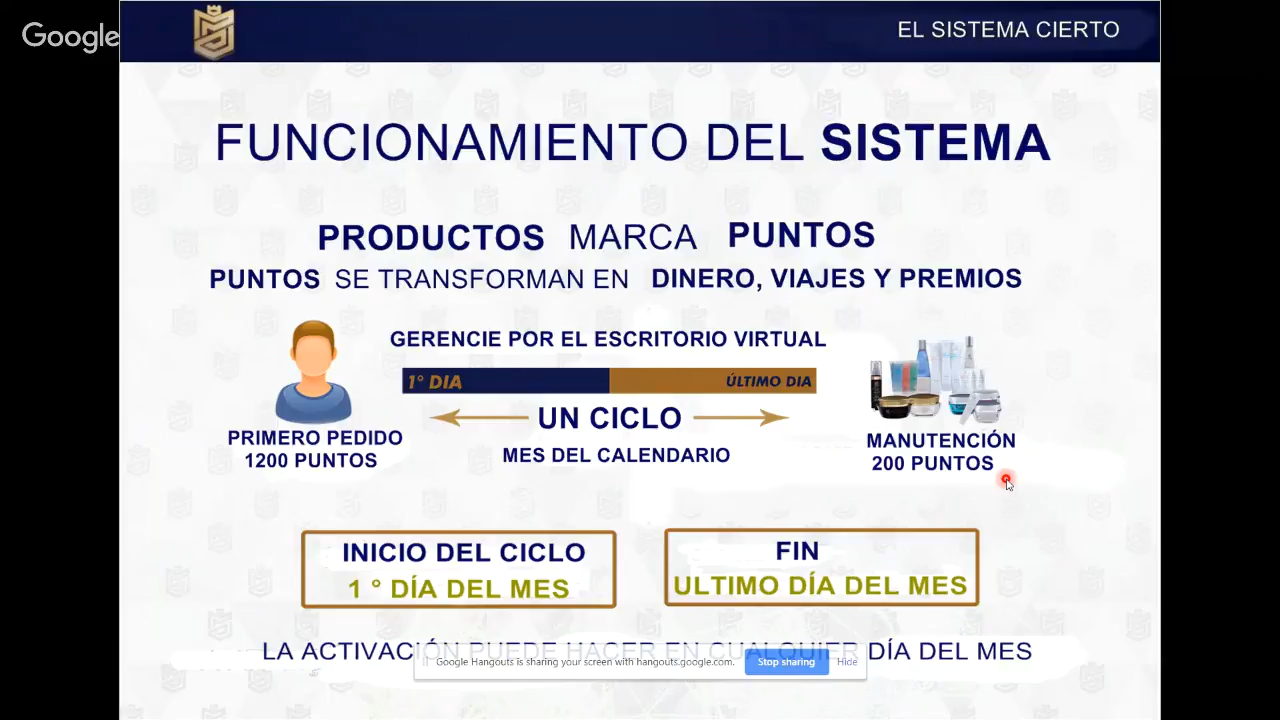 Google
EL SISTEMA CIERTO
FUNCIONAMIENTO DEL SISTEMA
PRODUCTOS MARCA PUNTOS
PUNTOS SE TRANSFORMAN EN DINERO, VIAJES Y PREMIOS
GERENCIE POR EL ESCRITORIO VIRTUAL
1° DIA
ÚLTIMO DIA
UN CICLO
MES DEL CALENDARIO
PRIMERO PEDIDO
1200 PUNTOS
MANUTENCIÓN
200 PUNTOS
INICIO DEL CICLO
1 ° DÍA DEL MES
FIN
ULTIMO DÍA DEL MES
LA ACTIVACIÓN PUEDE HACER EN CUALQUIER DÍA DEL MES
Google Hangouts is sharing your screen with hangouts.google.com.
Stop sharing
Hide